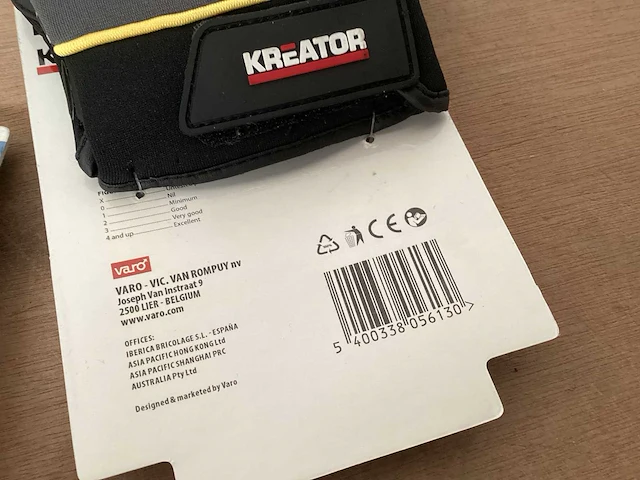 KREATOR
X Nil
0 Minimum
1 Good
2 Very good
3 Excellent
4 and up
varo
VARO - VIC. VAN ROMPUY nv
Joseph Van Instraat 9
2500 LIER - BELGIUM
www.varo.com
OFFICES:
IBERICA BRICOLAGE S.L. - ESPAÑA
ASIA PACIFIC HONG KONG Ltd
ASIA PACIFIC SHANGHAI PRC
AUSTRALIA Pty Ltd
Designed & marketed by Varo
CE
5 400338 056130 >